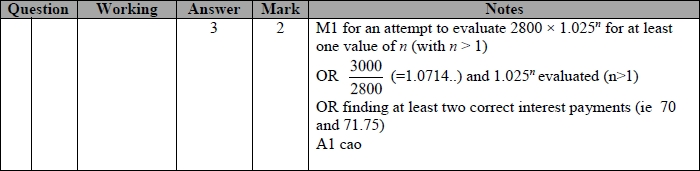 Question Working Answer Mark Notes
3 2 M1 for an attempt to evaluate 2800 × 1.025ⁿ for at least
one value of n (with n > 1)
OR 3000/2800 (=1.0714..) and 1.025ⁿ evaluated (n>1)
OR finding at least two correct interest payments (ie 70
and 71.75)
A1 cao